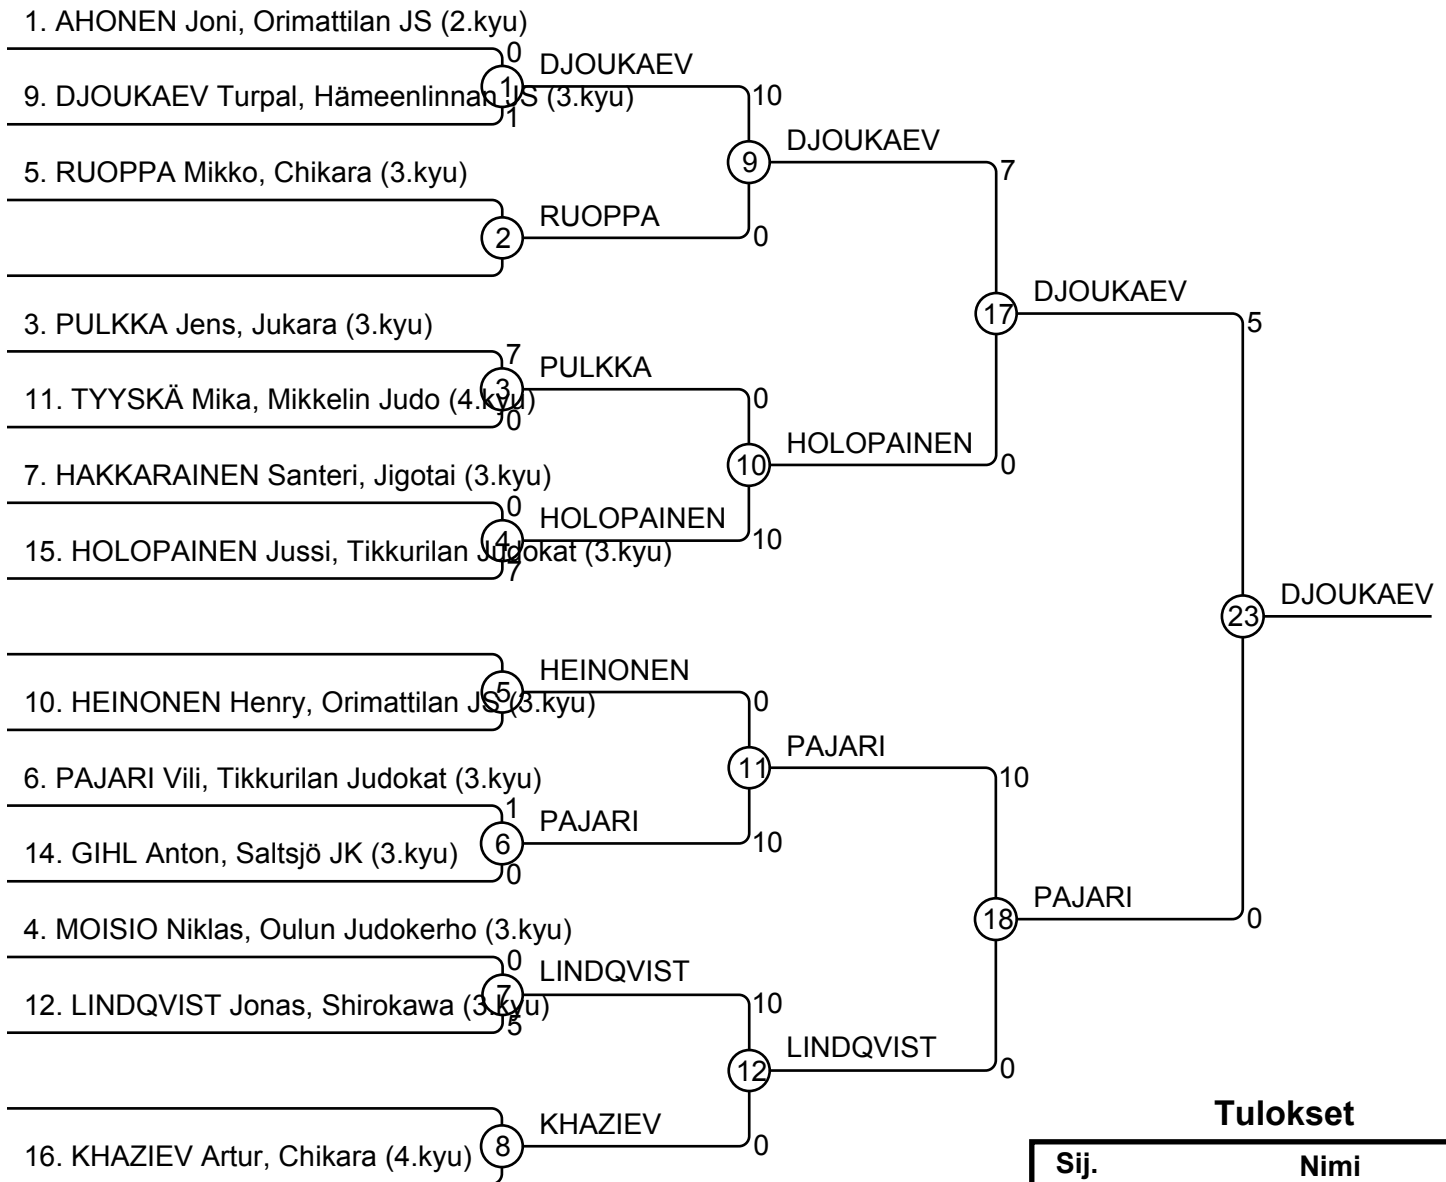 1. AHONEN Joni, Orimattilan JS (2.kyu)
0
DJOUKAEV
1
9. DJOUKAEV Turpal, Hämeenlinnan JS (3.kyu)
10
1
DJOUKAEV
9
5. RUOPPA Mikko, Chikara (3.kyu)
7
RUOPPA
2
0
DJOUKAEV
17
3. PULKKA Jens, Jukara (3.kyu)
5
7
PULKKA
3
11. TYYSKÄ Mika, Mikkelin Judo (4.kyu)
0
0
HOLOPAINEN
10
0
7. HAKKARAINEN Santeri, Jigotai (3.kyu)
0
HOLOPAINEN
4
10
15. HOLOPAINEN Jussi, Tikkurilan Judokat (3.kyu)
7
DJOUKAEV
23
HEINONEN
5
10. HEINONEN Henry, Orimattilan JS (3.kyu)
0
PAJARI
11
6. PAJARI Vili, Tikkurilan Judokat (3.kyu)
10
1
PAJARI
6
10
14. GIHL Anton, Saltsjö JK (3.kyu)
0
PAJARI
18
0
4. MOISIO Niklas, Oulun Judokerho (3.kyu)
0
LINDQVIST
7
12. LINDQVIST Jonas, Shirokawa (3.kyu)
10
5
LINDQVIST
12
0
KHAZIEV
8
0
16. KHAZIEV Artur, Chikara (4.kyu)
Tulokset
Sij. Nimi